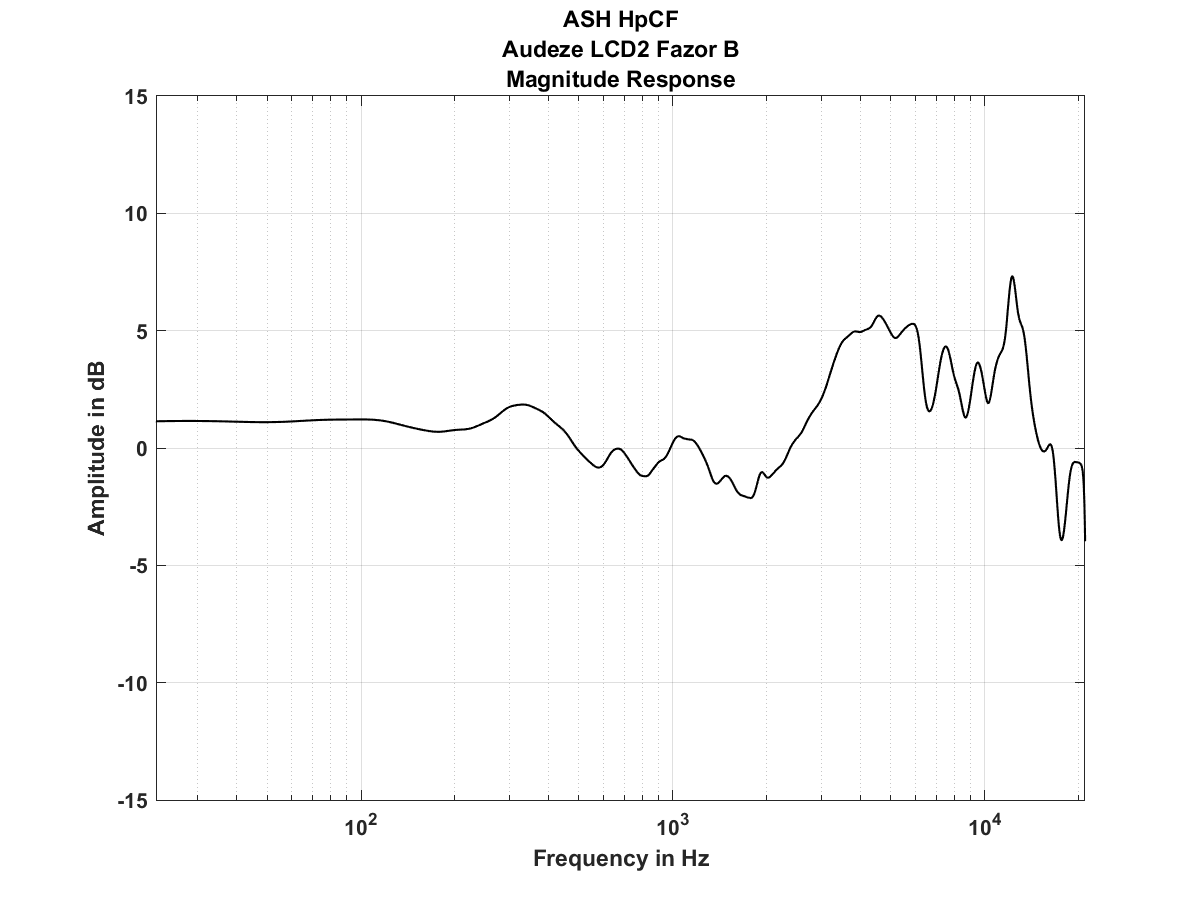 ASH HpCF
Audeze LCD2 Fazor B
Magnitude Response
15
10
5
0
-5
-10
-15
Amplitude in dB
10^2
10^3
10^4
Frequency in Hz